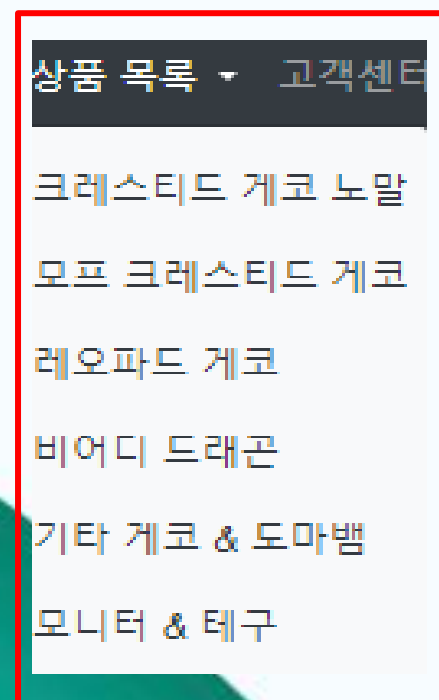 상품 목록 고객센터
크레스티드 게코 노말
모프 크레스티드 게코
레오파드 게코
비어디 드래곤
기타 게코 & 도마뱀
모니터 & 테구